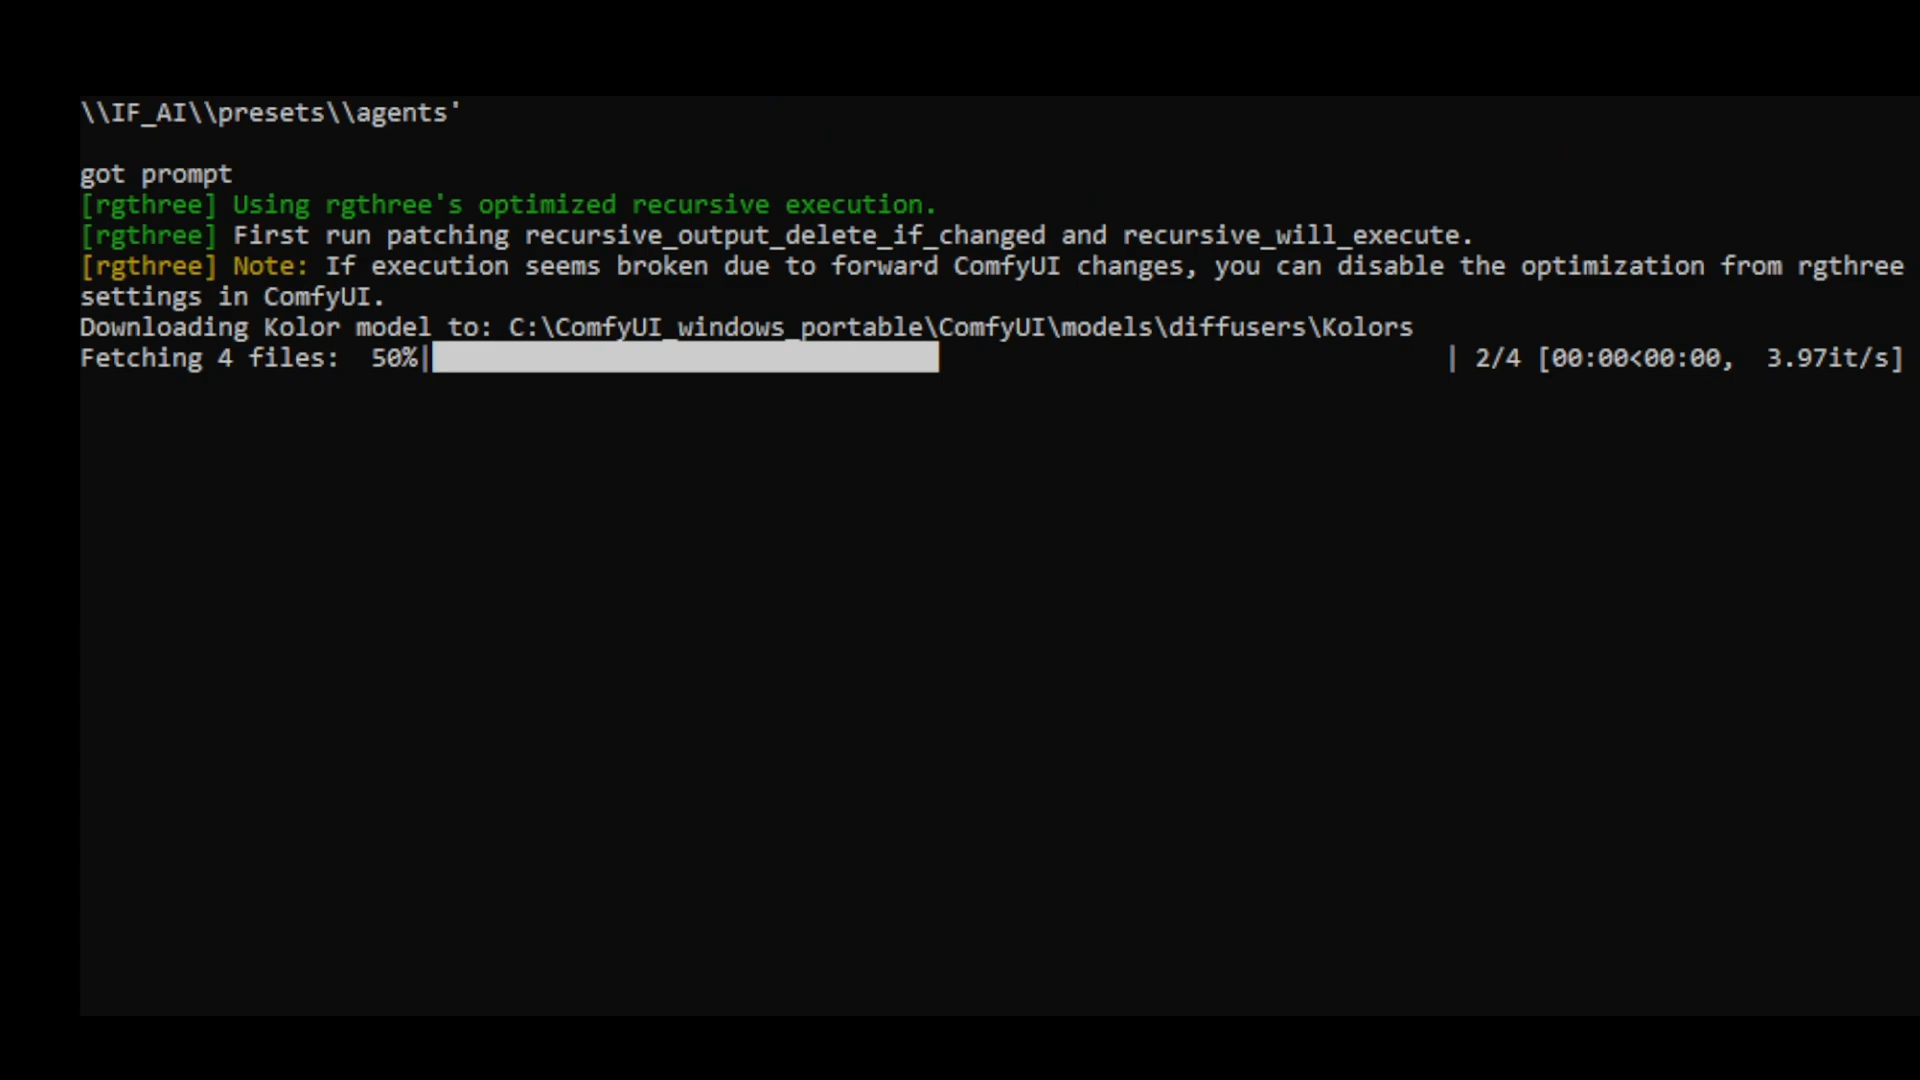 \\IF_AI\\presets\\agents'
got prompt
[rgthree] Using rgthree's optimized recursive execution.
[rgthree] First run patching recursive_output_delete_if_changed and recursive_will_execute.
[rgthree] Note: If execution seems broken due to forward ComfyUI changes, you can disable the optimization from rgthree
settings in ComfyUI.
Downloading Kolor model to: C:\ComfyUI_windows_portable\ComfyUI\models\diffusers\Kolors
Fetching 4 files:  50%|          | 2/4 [00:00<00:00,  3.97it/s]